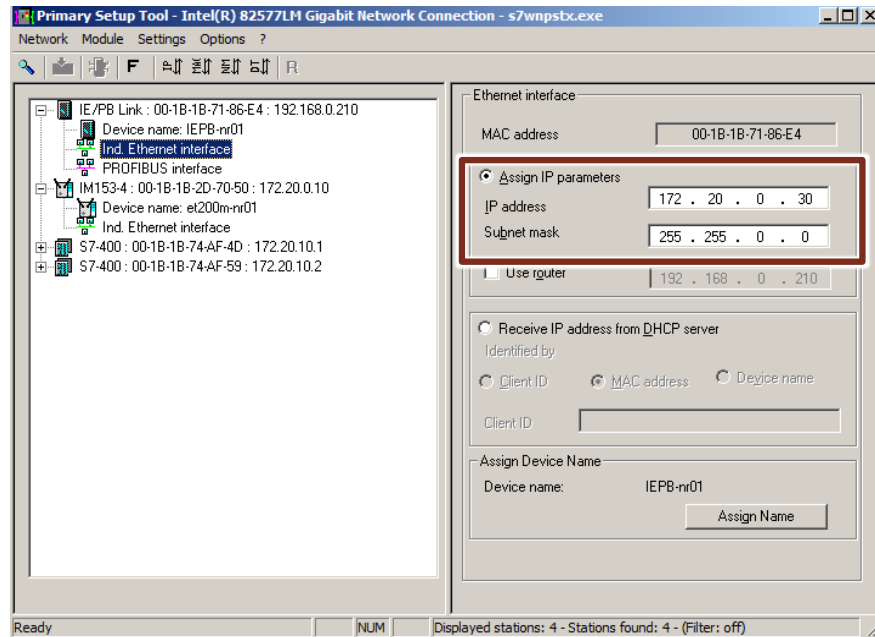 Primary Setup Tool - Intel(R) 82577LM Gigabit Network Connection - s7wnpstx.exe
Network Module Settings Options ?
F R
IE/PB Link : 00-1B-1B-71-86-E4 : 192.168.0.210
Device name: IEPB-nr01
Ind. Ethernet interface
PROFIBUS interface
IM153-4 : 00-1B-1B-2D-70-50 : 172.20.0.10
Device name: et200m-nr01
Ind. Ethernet interface
S7-400 : 00-1B-1B-74-AF-4D : 172.20.10.1
S7-400 : 00-1B-1B-74-AF-59 : 172.20.10.2
Ethernet interface
MAC address 00-1B-1B-71-86-E4
Assign IP parameters
IP address 172 . 20 . 0 . 30
Subnet mask 255 . 255 . 0 . 0
Use router 192 . 168 . 0 . 210
Receive IP address from DHCP server
Identified by
Client ID MAC address Device name
Client ID
Assign Device Name
Device name: IEPB-nr01
Assign Name
Ready NUM Displayed stations: 4 - Stations found: 4 - (Filter: off)